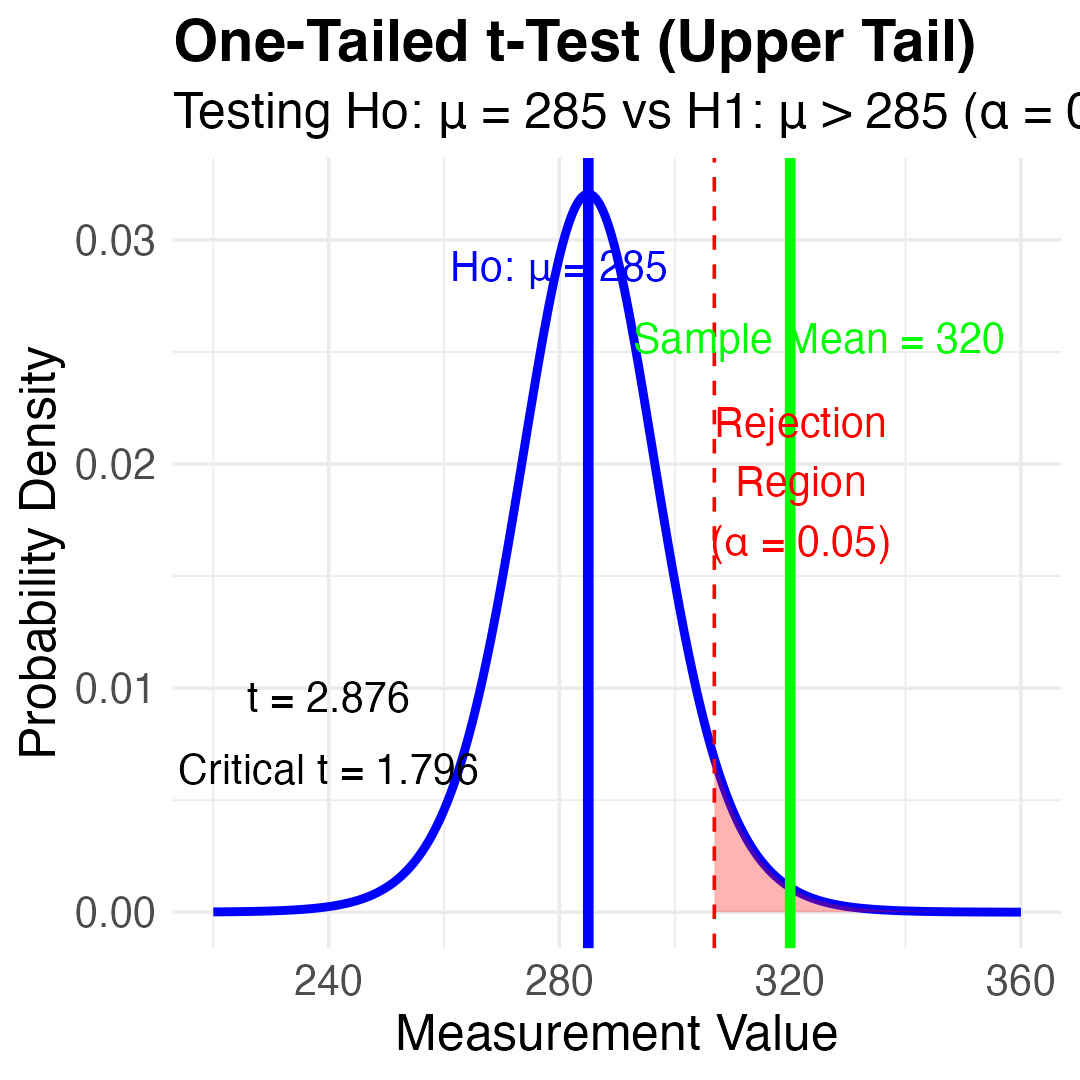 One-Tailed t-Test (Upper Tail)
Testing Ho: μ = 285 vs H1: μ > 285 (α = 0
0.03
0.02
0.01
0.00
Probability Density
Ho: μ = 285
Sample Mean = 320
Rejection
Region
(α = 0.05)
t = 2.876
Critical t = 1.796
240
280
320
360
Measurement Value